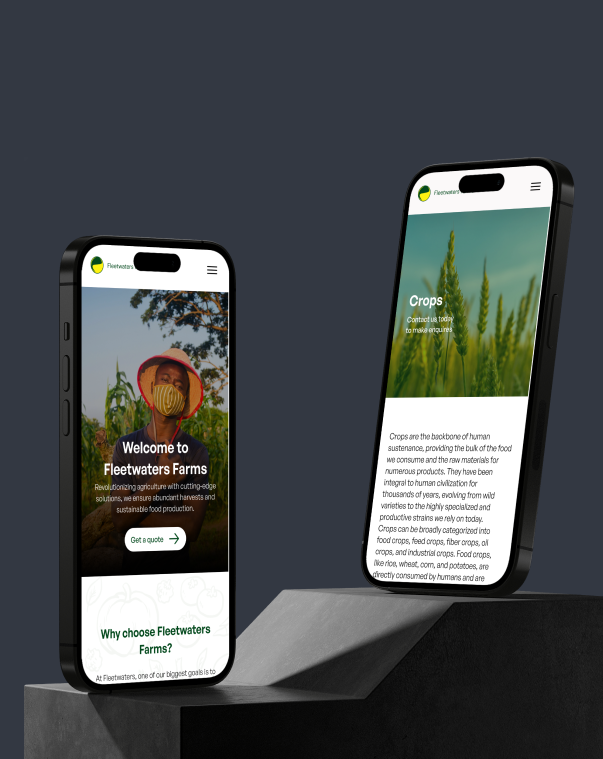 Fleetwaters
Welcome to
Fleetwaters Farms
Revolutionizing agriculture with cutting-edge
solutions, we ensure abundant harvests and
sustainable food production.
Get a quote
Why choose Fleetwaters
Farms?
At Fleetwaters, one of our biggest goals is to
Fleetwaters
Crops
Contact us today
to make enquires
Crops are the backbone of human
sustenance, providing the bulk of the food
we consume and the raw materials for
numerous products. They have been
integral to human civilization for
thousands of years, evolving from wild
varieties to the highly specialized and
productive strains we rely on today.
Crops can be broadly categorized into
food crops, feed crops, fiber crops, oil
crops, and industrial crops. Food crops,
like rice, wheat, corn, and potatoes, are
directly consumed by humans and are